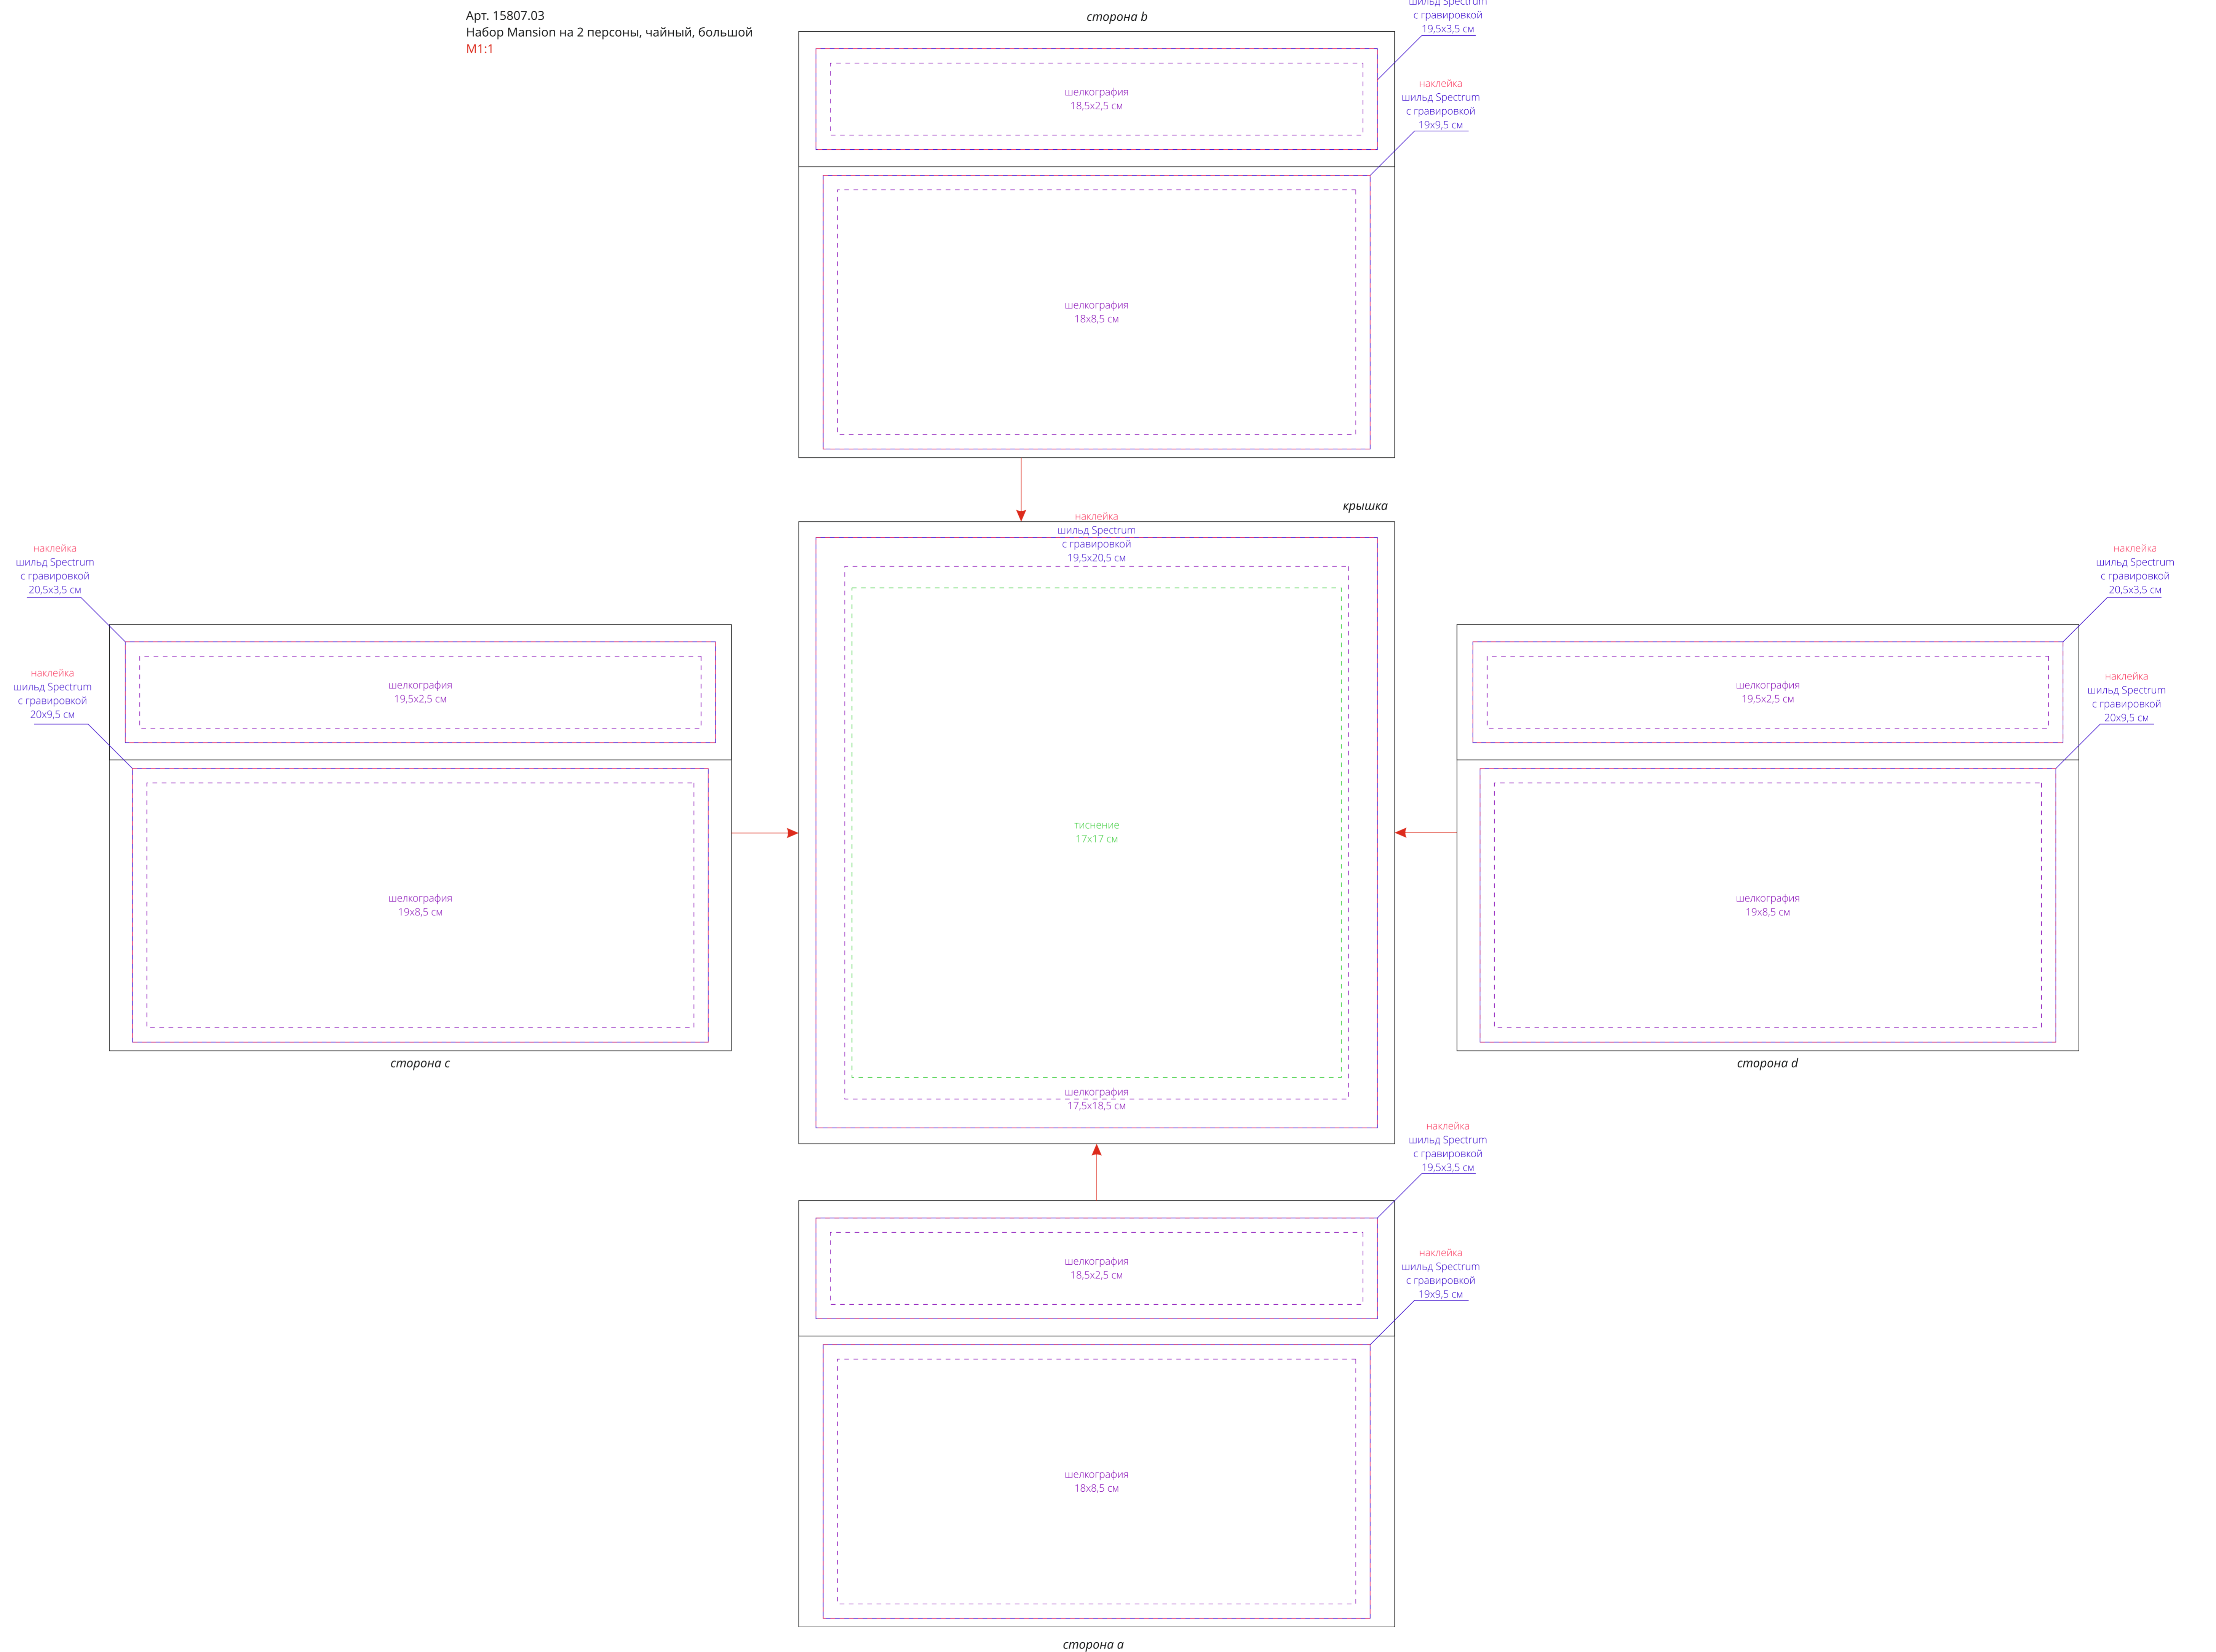 Арт. 15807.03
Набор Mansion на 2 персоны, чайный, большой
М1:1
сторона b
шильд Spectrum
с гравировкой
19,5х3,5 см
шелкография
18,5х2,5 см
наклейка
шильд Spectrum
с гравировкой
19х9,5 см
шелкография
18х8,5 см
крышка
наклейка
шильд Spectrum
с гравировкой
19,5х20,5 см
тиснение
17х17 см
шелкография
17,5х18,5 см
наклейка
шильд Spectrum
с гравировкой
20,5х3,5 см
шелкография
19,5х2,5 см
наклейка
шильд Spectrum
с гравировкой
20х9,5 см
шелкография
19х8,5 см
сторона c
наклейка
шильд Spectrum
с гравировкой
20,5х3,5 см
шелкография
19,5х2,5 см
наклейка
шильд Spectrum
с гравировкой
20х9,5 см
шелкография
19х8,5 см
сторона d
наклейка
шильд Spectrum
с гравировкой
19,5х3,5 см
шелкография
18,5х2,5 см
наклейка
шильд Spectrum
с гравировкой
19х9,5 см
шелкография
18х8,5 см
сторона a